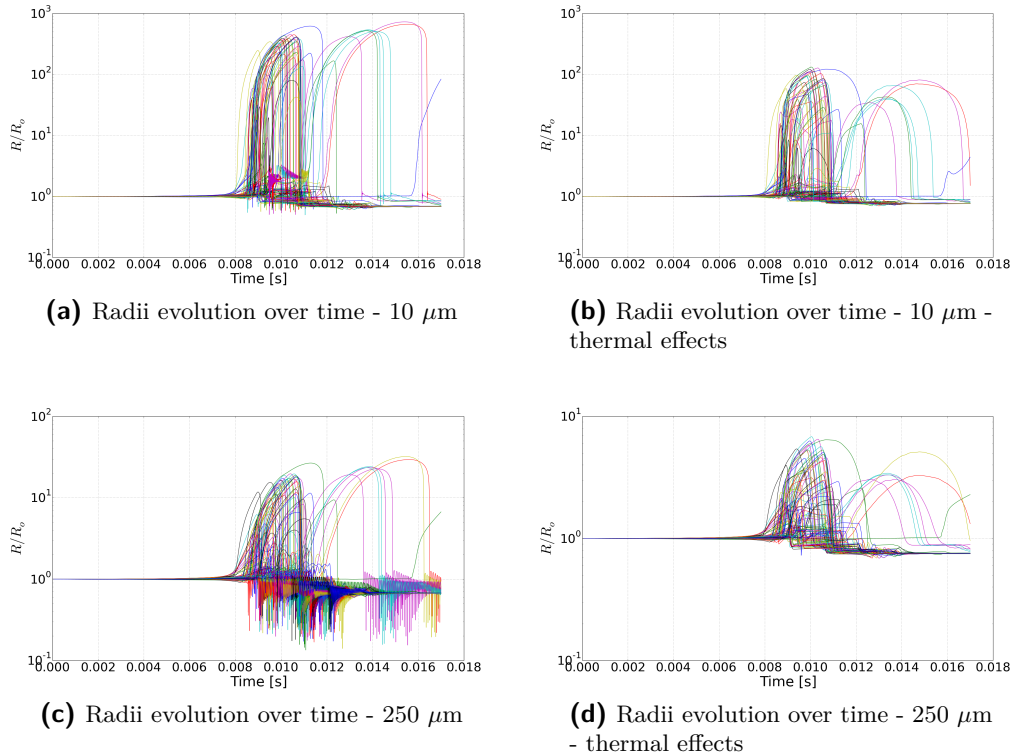 10^3
10^2
10^1
10^0
10^-1
R/R_o
0.000 0.002 0.004 0.006 0.008 0.010 0.012 0.014 0.016 0.018
Time [s]
(a) Radii evolution over time - 10 μm
10^3
10^2
10^1
10^0
10^-1
R/R_o
0.000 0.002 0.004 0.006 0.008 0.010 0.012 0.014 0.016 0.018
Time [s]
(b) Radii evolution over time - 10 μm -
thermal effects
10^2
10^1
10^0
10^-1
R/R_o
0.000 0.002 0.004 0.006 0.008 0.010 0.012 0.014 0.016 0.018
Time [s]
(c) Radii evolution over time - 250 μm
10^1
10^0
10^-1
R/R_o
0.000 0.002 0.004 0.006 0.008 0.010 0.012 0.014 0.016 0.018
Time [s]
(d) Radii evolution over time - 250 μm
- thermal effects